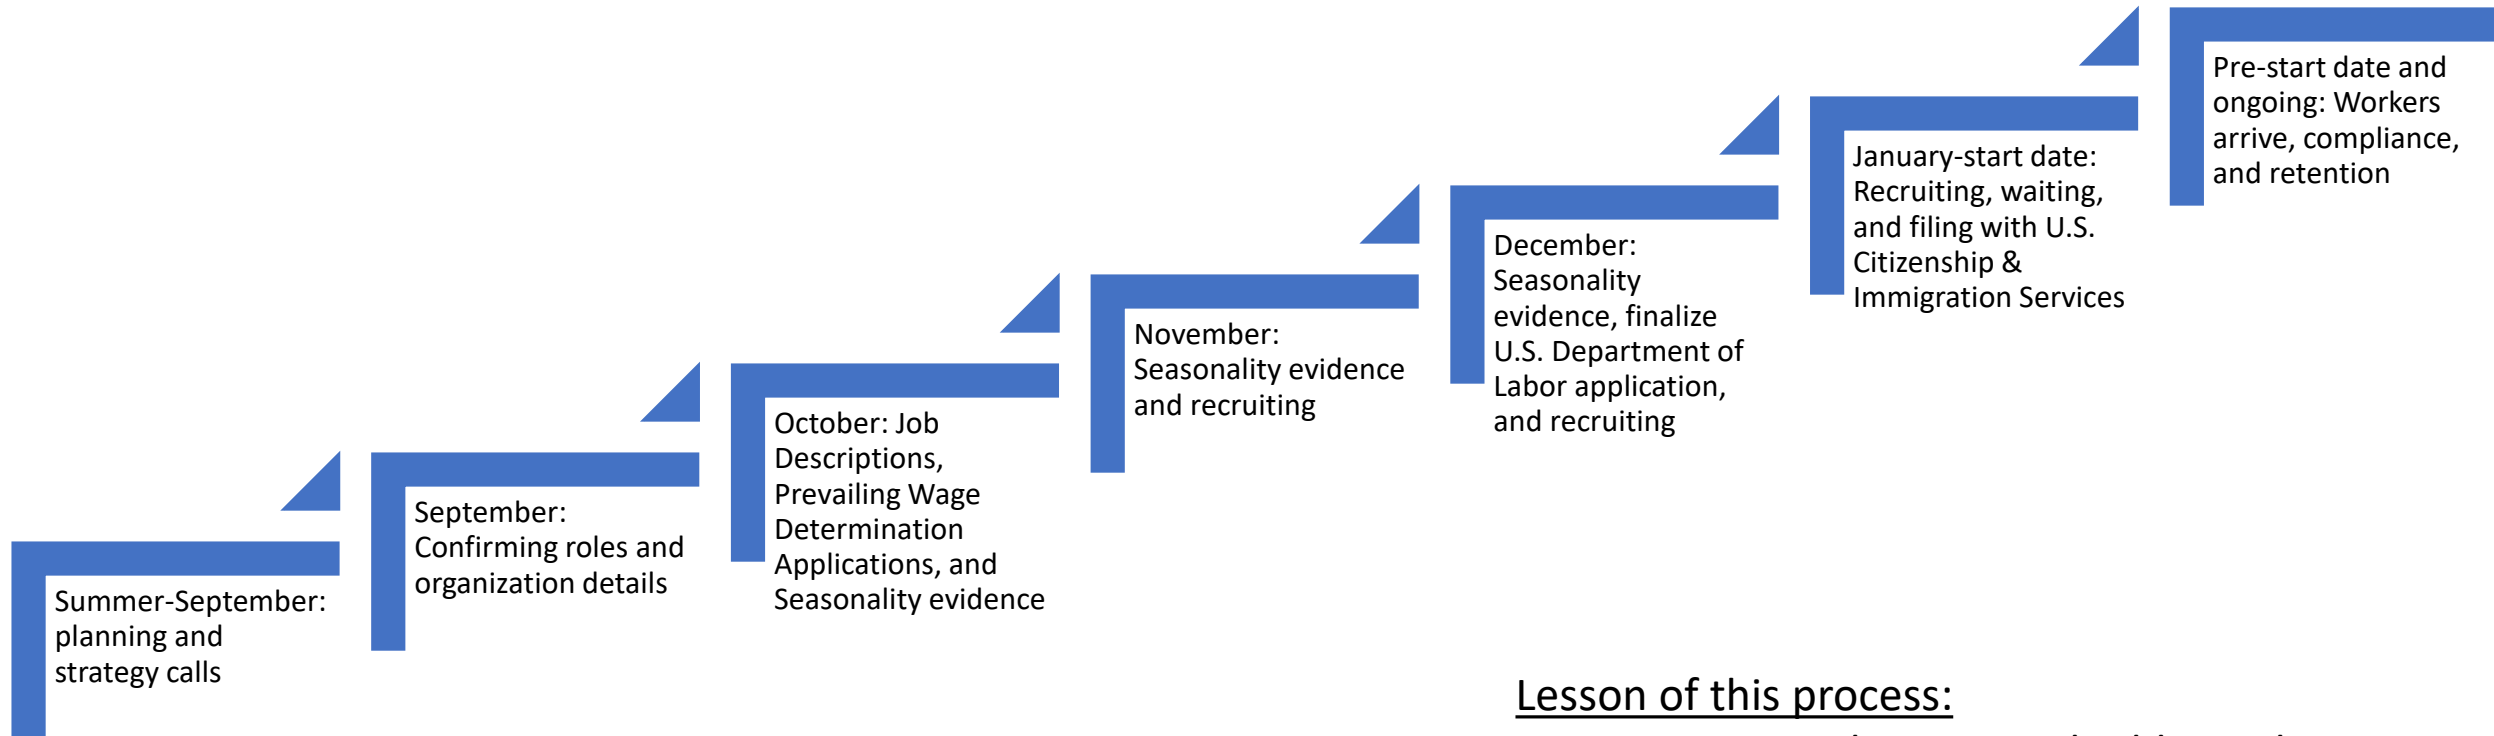 Summer-September:
planning and
strategy calls
September:
Confirming roles and
organization details
October: Job
Descriptions,
Prevailing Wage
Determination
Applications, and
Seasonality evidence
November:
Seasonality evidence
and recruiting
December:
Seasonality
evidence, finalize
U.S. Department of
Labor application,
and recruiting
January-start date:
Recruiting, waiting,
and filing with U.S.
Citizenship &
Immigration Services
Pre-start date and
ongoing: Workers
arrive, compliance,
and retention
Lesson of this process: